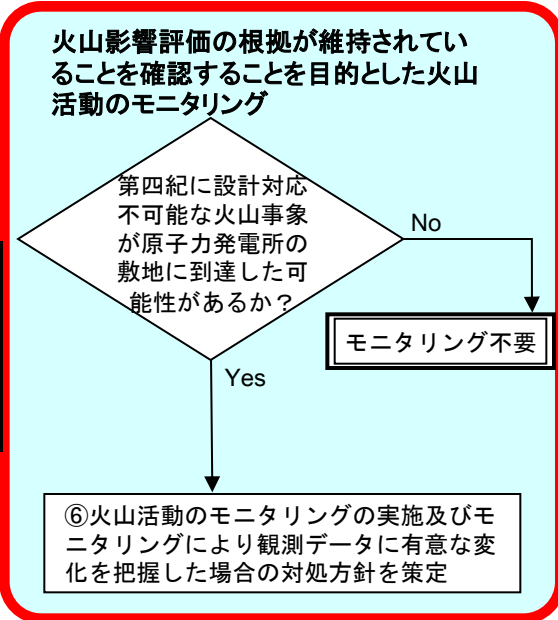 火山影響評価の根拠が維持されてい
ることを確認することを目的とした火山
活動のモニタリング
第四紀に設計対応
不可能な火山事象
が原子力発電所の
敷地に到達した可
能性があるか？
No
モニタリング不要
Yes
⑥火山活動のモニタリングの実施及びモ
ニタリングにより観測データに有意な変
化を把握した場合の対処方針を策定